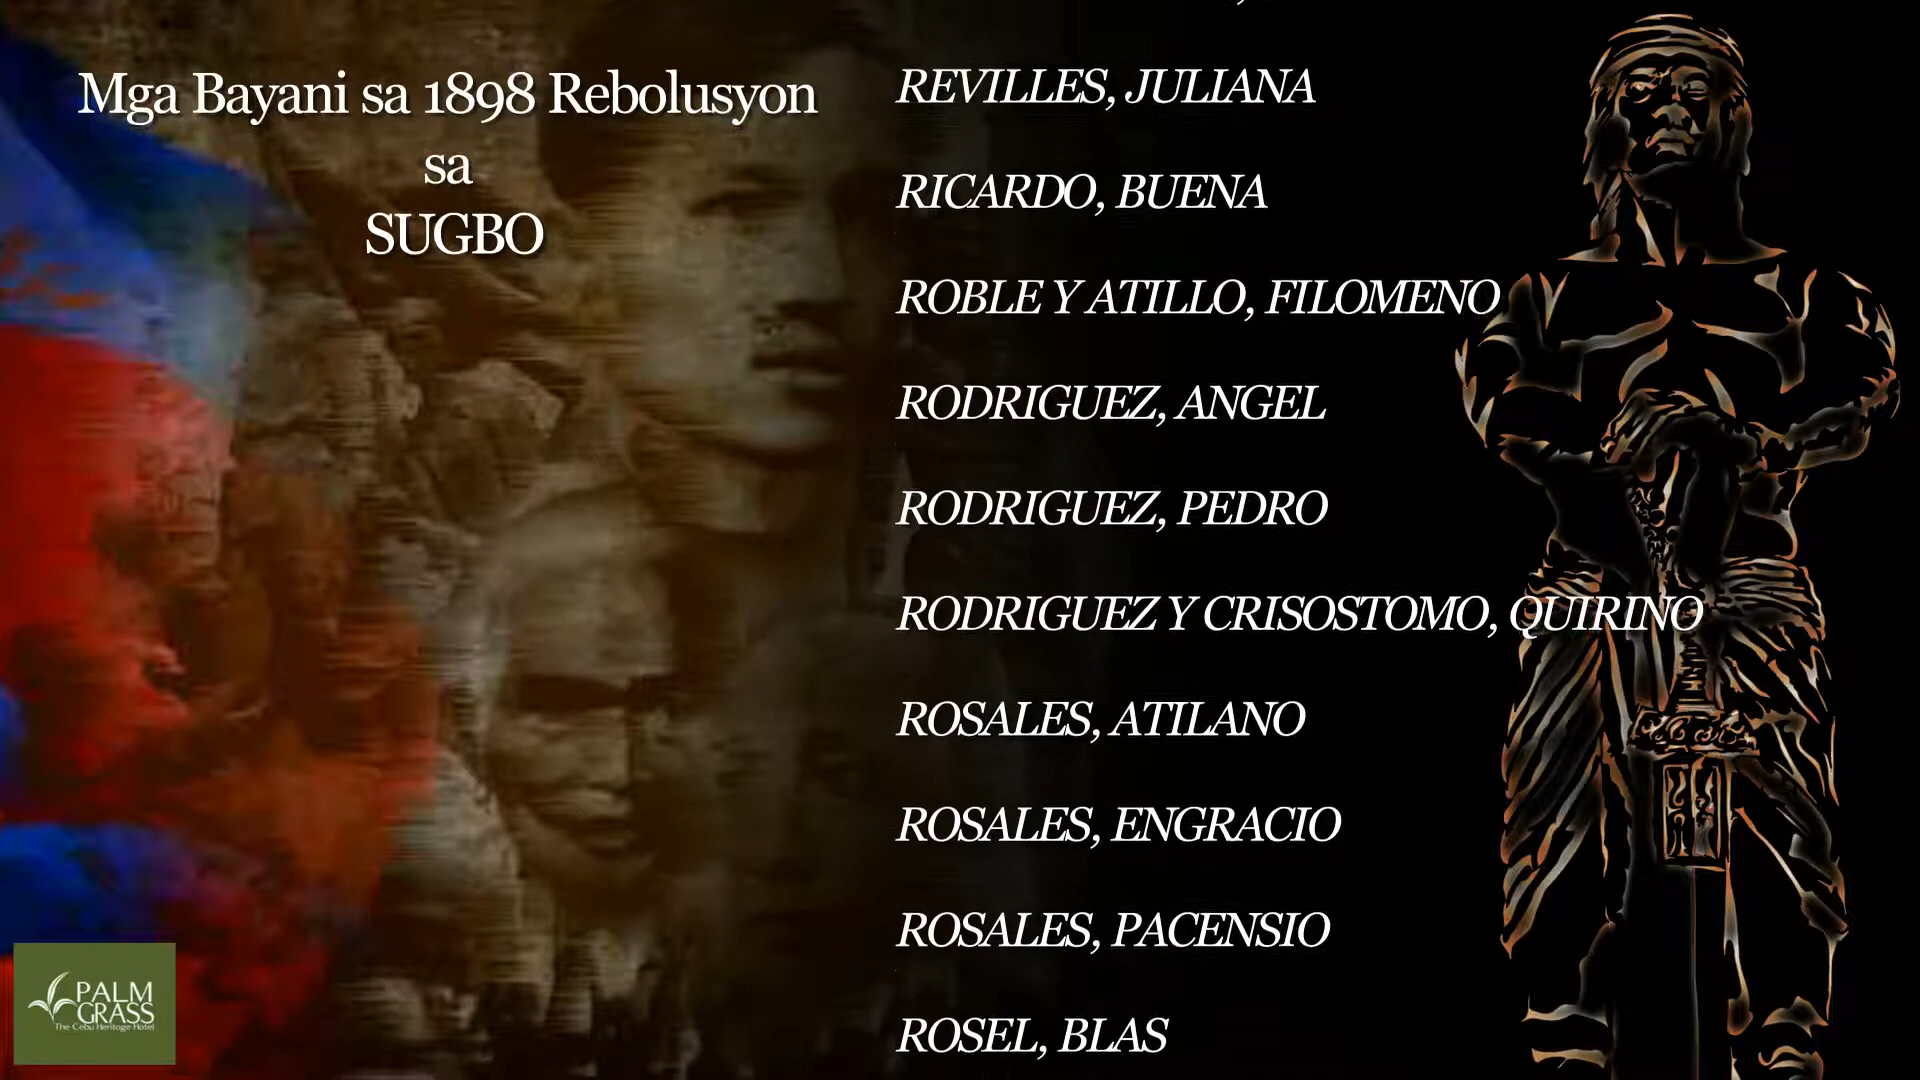 Mga Bayani sa 1898 Rebolusyon
sa
SUGBO
REVILLES, JULIANA
RICARDO, BUENA
ROBLE Y ATILLO, FILOMENO
RODRIGUEZ, ANGEL
RODRIGUEZ, PEDRO
RODRIGUEZ Y CRISOSTOMO, QUIRINO
ROSALES, ATILANO
ROSALES, ENGRACIO
ROSALES, PACENSIO
ROSEL, BLAS
PALM
GRASS
The Cebu Heritage Hotel